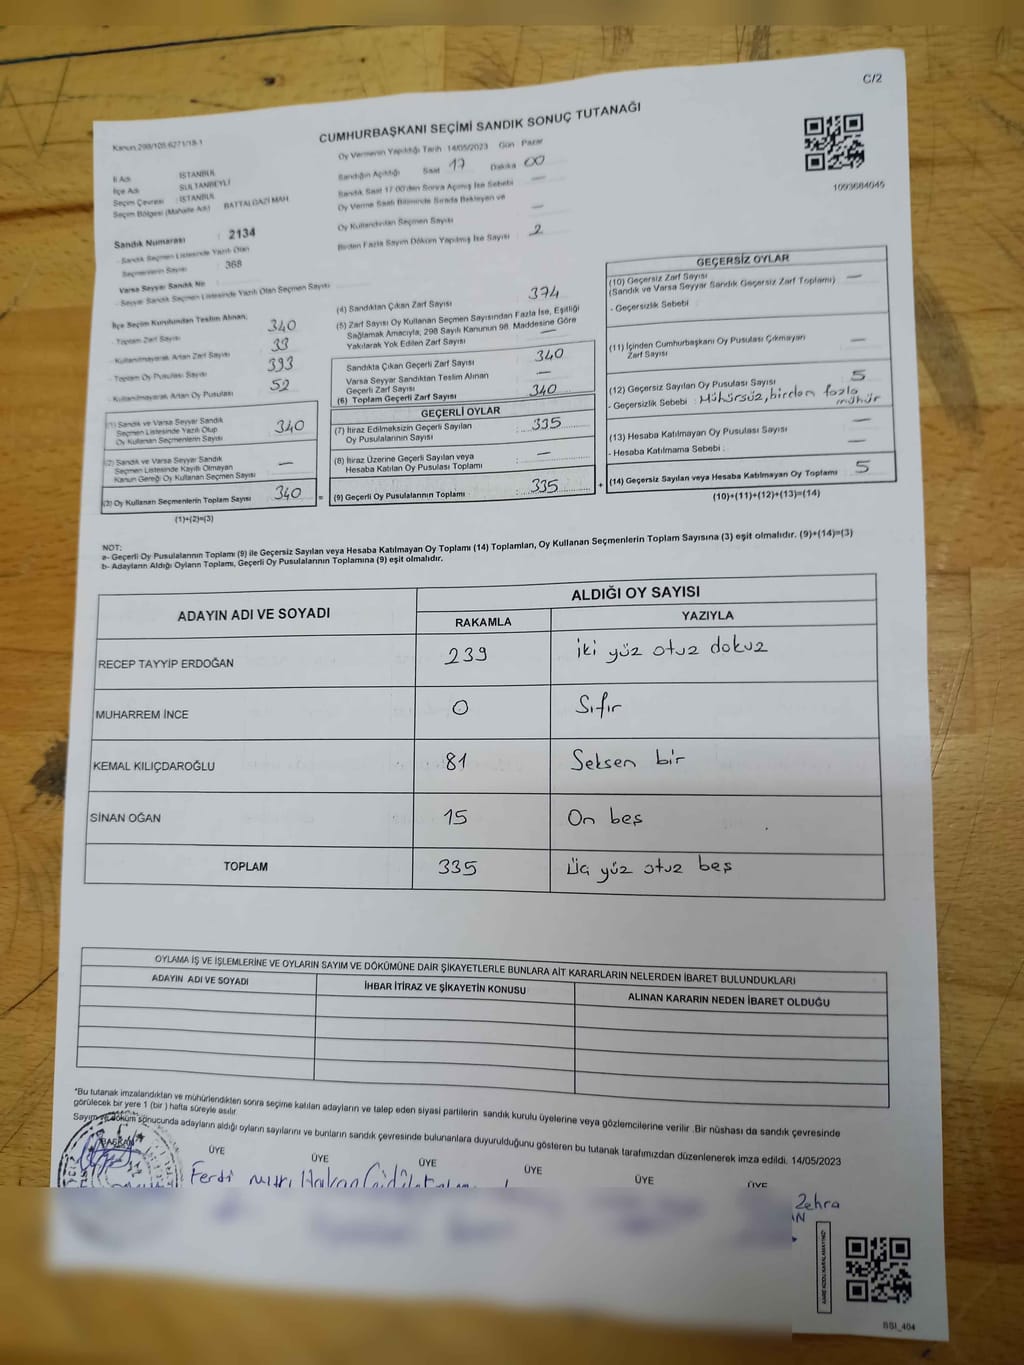 C/2
CUMHURBAŞKANI SEÇİMİ SANDIK SONUÇ TUTANAĞI
Kanun:298/105:6271/18-1
1093684049
İl Adı : İSTANBUL
İlçe Adı : SULTANBEYLİ
Seçim Çevresi : İSTANBUL
Seçim Bölgesi (Mahalle Adı) BATTALGAZİ MAH.
Sandık Numarası : 2134
- Sandık Seçmen Listesinde Yazılı Olan
Seçmenlerin Sayısı : 368
Varsa Seyyar Sandık No :
- Seyyar Sandık Seçmen Listesinde Yazılı Olan Seçmen Sayısı :
Oy Vermenin Yapıldığı Tarih : 14/05/2023 Gün Pazar
Sandığın Açıldığı Saat 17 Dakika 00
Sandık Saat 17:00'den Sonra Açılmış İse Sebebi —
Oy Verme Saati Bitiminde Sırada Bekleyen ve
Oy Kullandırılan Seçmen Sayısı —
Birden Fazla Sayım Döküm Yapılmış İse Sayısı 2
İlçe Seçim Kurulundan Teslim Alınan;
- Toplam Zarf Sayısı 340
- Kullanılmayarak Artan Zarf Sayısı 33
- Toplam Oy Pusulası Sayısı 393
- Kullanılmayarak Artan Oy Pusulası 52
(1) Sandık ve Varsa Seyyar Sandık
Seçmen Listesinde Yazılı Olup
Oy Kullanan Seçmenlerin Sayısı 340
(2) Sandık ve Varsa Seyyar Sandık
Seçmen Listesinde Kayıtlı Olmayan
Kanun Gereği Oy Kullanan Seçmen Sayısı —
(3) Oy Kullanan Seçmenlerin Toplam Sayısı 340 =
(1)+(2)=(3)
(4) Sandıktan Çıkan Zarf Sayısı 374
(5) Zarf Sayısı Oy Kullanan Seçmen Sayısından Fazla İse, Eşitliği
Sağlamak Amacıyla, 298 Sayılı Kanunun 98. Maddesine Göre
Yakılarak Yok Edilen Zarf Sayısı —
Sandıkta Çıkan Geçerli Zarf Sayısı 340
Varsa Seyyar Sandıktan Teslim Alınan
Geçerli Zarf Sayısı —
(6) Toplam Geçerli Zarf Sayısı 340
GEÇERLİ OYLAR
(7) İtiraz Edilmeksizin Geçerli Sayılan
Oy Pusulalarının Sayısı : 335
(8) İtiraz Üzerine Geçerli Sayılan veya
Hesaba Katılan Oy Pusulası Toplamı : —
(9) Geçerli Oy Pusulalarının Toplamı : 335 +
GEÇERSİZ OYLAR
(10) Geçersiz Zarf Sayısı —
(Sandık ve Varsa Seyyar Sandık Geçersiz Zarf Toplamı)
- Geçersizlik Sebebi :
(11) İçinden Cumhurbaşkanı Oy Pusulası Çıkmayan
Zarf Sayısı —
(12) Geçersiz Sayılan Oy Pusulası Sayısı 5
- Geçersizlik Sebebi : Mühürsüz, birden fazla
mühür
(13) Hesaba Katılmayan Oy Pusulası Sayısı —
- Hesaba Katılmama Sebebi : —
(14) Geçersiz Sayılan veya Hesaba Katılmayan Oy Toplamı 5
(10)+(11)+(12)+(13)=(14)
NOT:
a- Geçerli Oy Pusulalarının Toplamı (9) ile Geçersiz Sayılan veya Hesaba Katılmayan Oy Toplamı (14) Toplamları, Oy Kullanan Seçmenlerin Toplam Sayısına (3) eşit olmalıdır. (9)+(14)=(3)
b- Adayların Aldığı Oyların Toplamı, Geçerli Oy Pusulalarının Toplamına (9) eşit olmalıdır.
ADAYIN ADI VE SOYADI
ALDIĞI OY SAYISI
RAKAMLA YAZIYLA
RECEP TAYYİP ERDOĞAN 239 iki yüz otuz dokuz
MUHARREM İNCE 0 Sıfır
KEMAL KILIÇDAROĞLU 81 Seksen bir
SİNAN OĞAN 15 On beş
TOPLAM 335 Üç yüz otuz beş
OYLAMA İŞ VE İŞLEMLERİNE VE OYLARIN SAYIM VE DÖKÜMÜNE DAİR ŞİKAYETLERLE BUNLARA AİT KARARLARIN NELERDEN İBARET BULUNDUKLARI
ADAYIN ADI VE SOYADI İHBAR İTİRAZ VE ŞİKAYETİN KONUSU ALINAN KARARIN NEDEN İBARET OLDUĞU
*Bu tutanak imzalandıktan ve mühürlendikten sonra seçime katılan adayların ve talep eden siyasi partilerin sandık kurulu üyelerine veya gözlemcilerine verilir .Bir nüshası da sandık çevresinde
görülecek bir yere 1 (bir ) hafta süreyle asılır.
Sayım ve döküm sonucunda adayların aldığı oyların sayılarını ve bunların sandık çevresinde bulunanlara duyurulduğunu gösteren bu tutanak tarafımızdan düzenlenerek imza edildi. 14/05/2023
BAŞKAN ÜYE ÜYE ÜYE ÜYE ÜYE ÜYE
Ferdi Hakan
Zehra
BSI_404